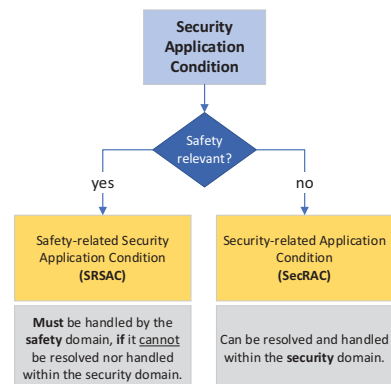 Security
Application
Condition
Safety
relevant?
yes
no
Safety-related Security
Application Condition
(SRSAC)
Security-related Application
Condition
(SecRAC)
Must be handled by the
safety domain, if it cannot
be resolved nor handled
within the security domain.
Can be resolved and handled
within the security domain.